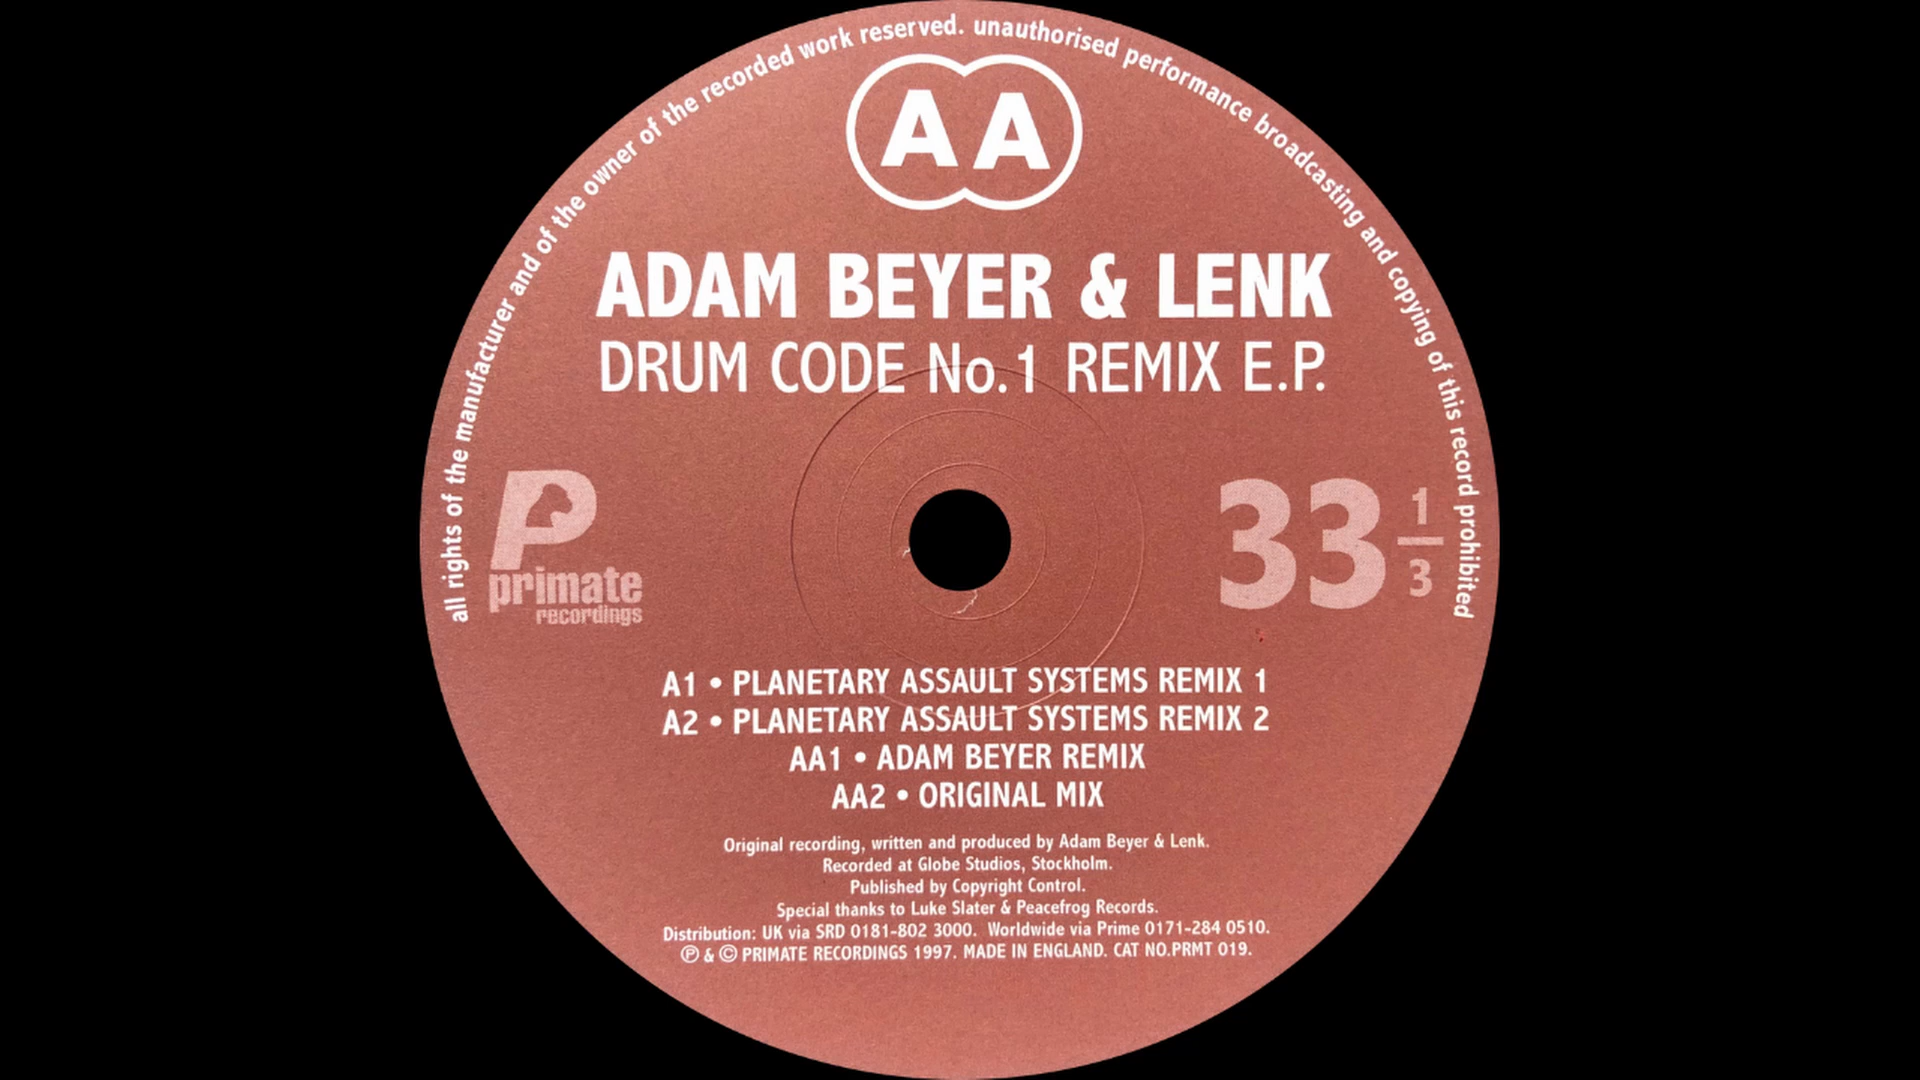 all rights of the manufacturer and of the owner of the recorded work reserved. unauthorised performance broadcasting and copying of this record prohibited
AA
ADAM BEYER & LENK
DRUM CODE No.1 REMIX E.P.
P
primate
recordings
33 1/3
A1 • PLANETARY ASSAULT SYSTEMS REMIX 1
A2 • PLANETARY ASSAULT SYSTEMS REMIX 2
AA1 • ADAM BEYER REMIX
AA2 • ORIGINAL MIX
Original recording, written and produced by Adam Beyer & Lenk.
Recorded at Globe Studios, Stockholm.
Published by Copyright Control.
Special thanks to Luke Slater & Peacefrog Records.
Distribution: UK via SRD 0181-802 3000. Worldwide via Prime 0171-284 0510.
℗ & © PRIMATE RECORDINGS 1997. MADE IN ENGLAND. CAT NO.PRMT 019.